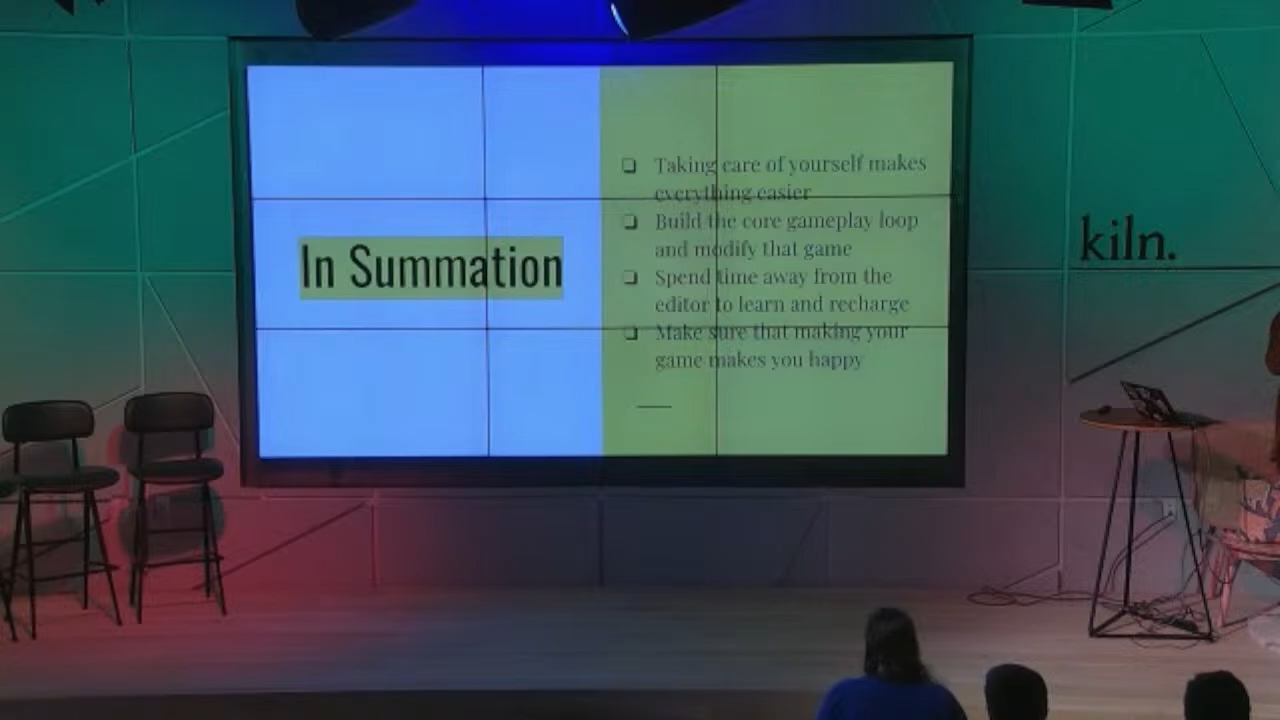 In Summation
❏ Taking care of yourself makes
everything easier
❏ Build the core gameplay loop
and modify that game
❏ Spend time away from the
editor to learn and recharge
❏ Make sure that making your
game makes you happy
kiln.